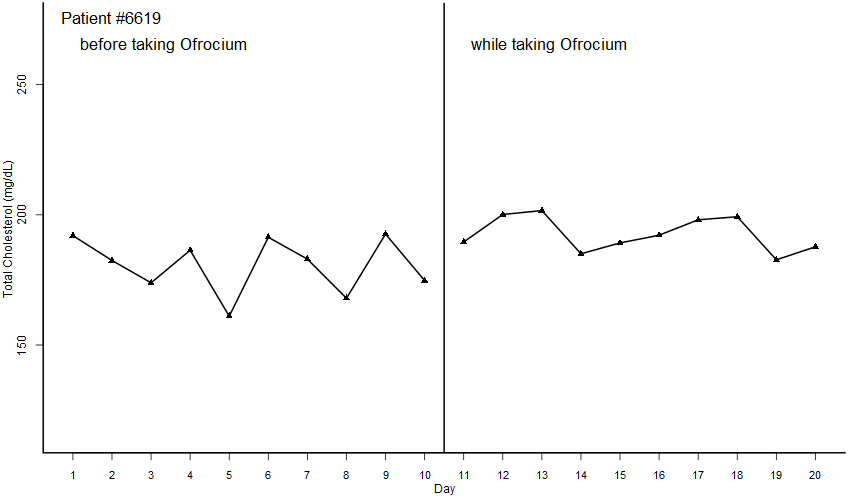 Patient #6619
before taking Ofrocium
while taking Ofrocium
Total Cholesterol (mg/dL)
250
200
150
1 2 3 4 5 6 7 8 9 10 11 12 13 14 15 16 17 18 19 20
Day